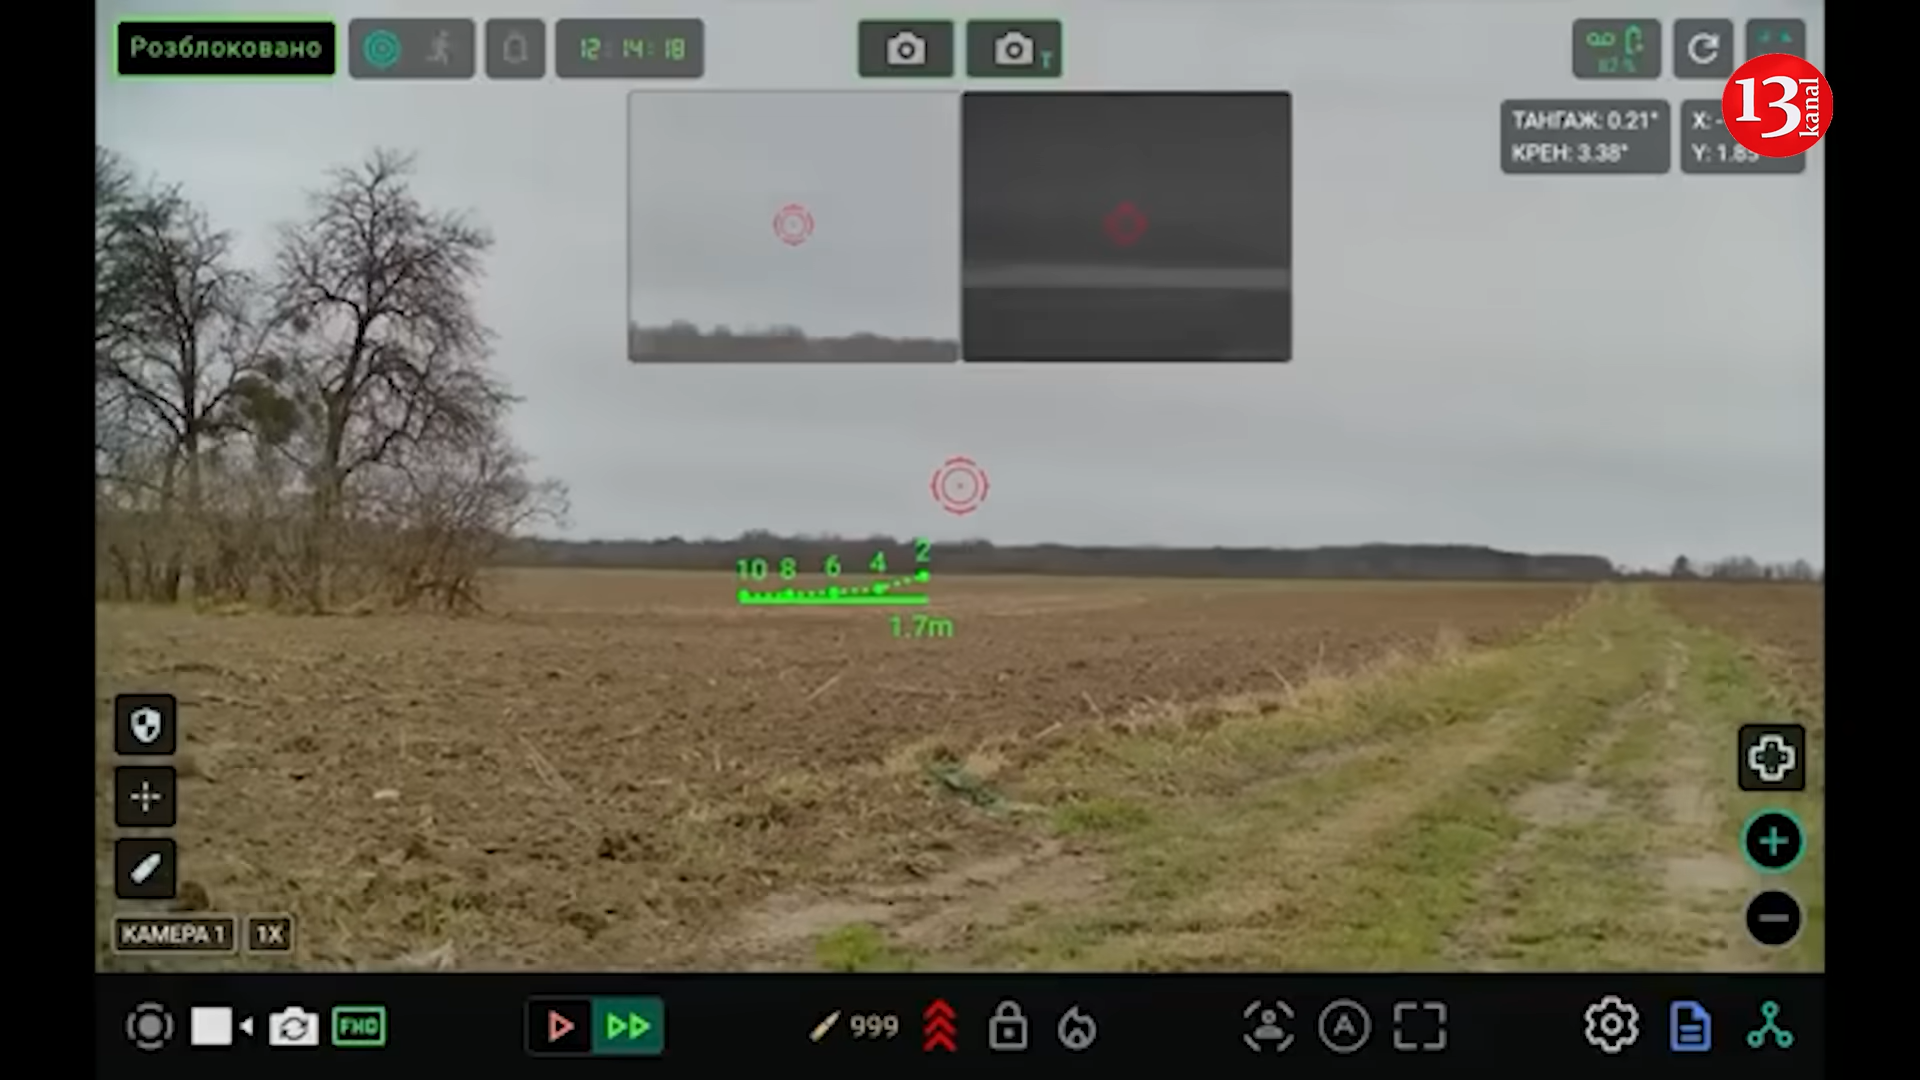 Розблоковано
12:14:18
T
ТАНГАЖ: 0.21°
КРЕН: 3.38°
X: -
Y: 1.85
13
kanal
10 8 6 4 2
1.7m
КАМЕРА 1
1X
FHD
999
A